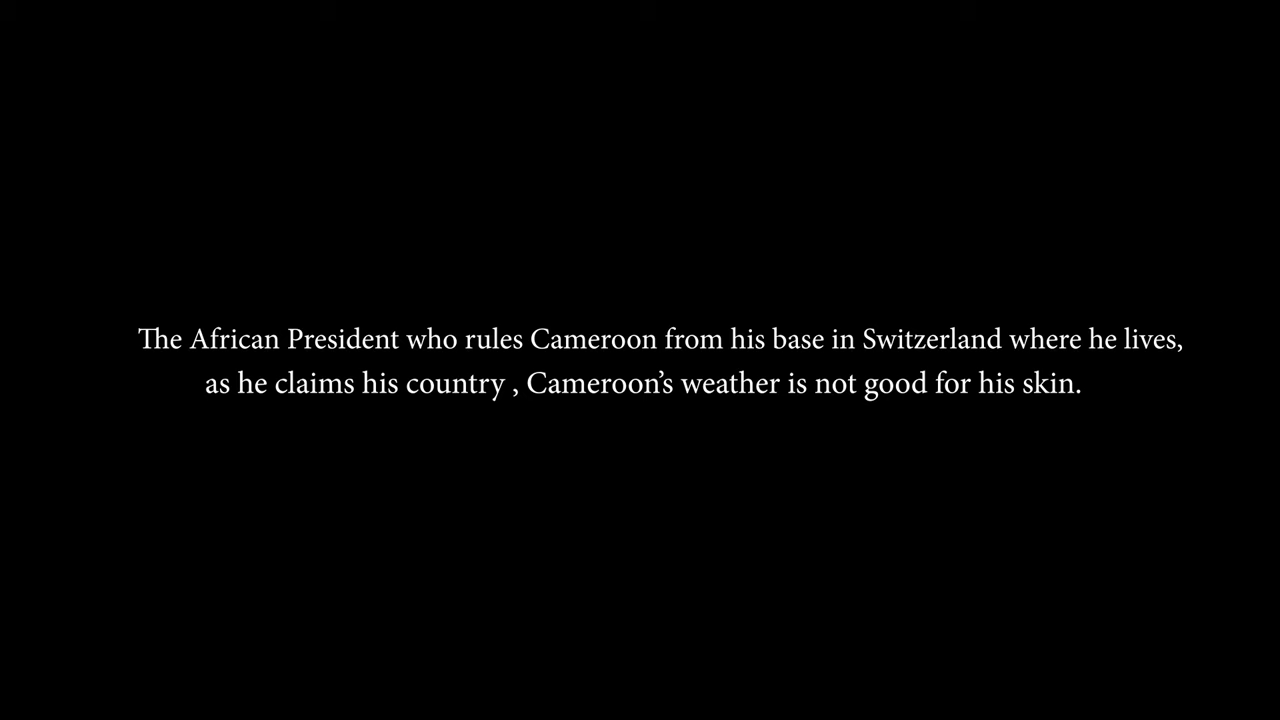 The African President who rules Cameroon from his base in Switzerland where he lives,
as he claims his country , Cameroon’s weather is not good for his skin.